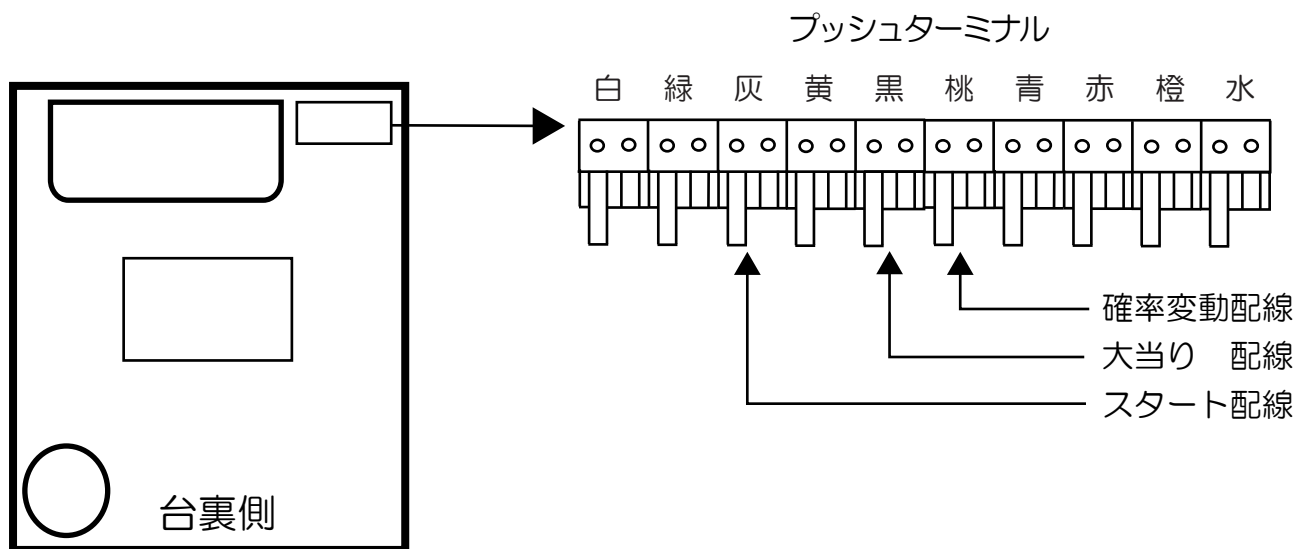 プッシュターミナル
白 緑 灰 黄 黒 桃 青 赤 橙 水
確率変動配線
大当り　配線
スタート配線
台裏側